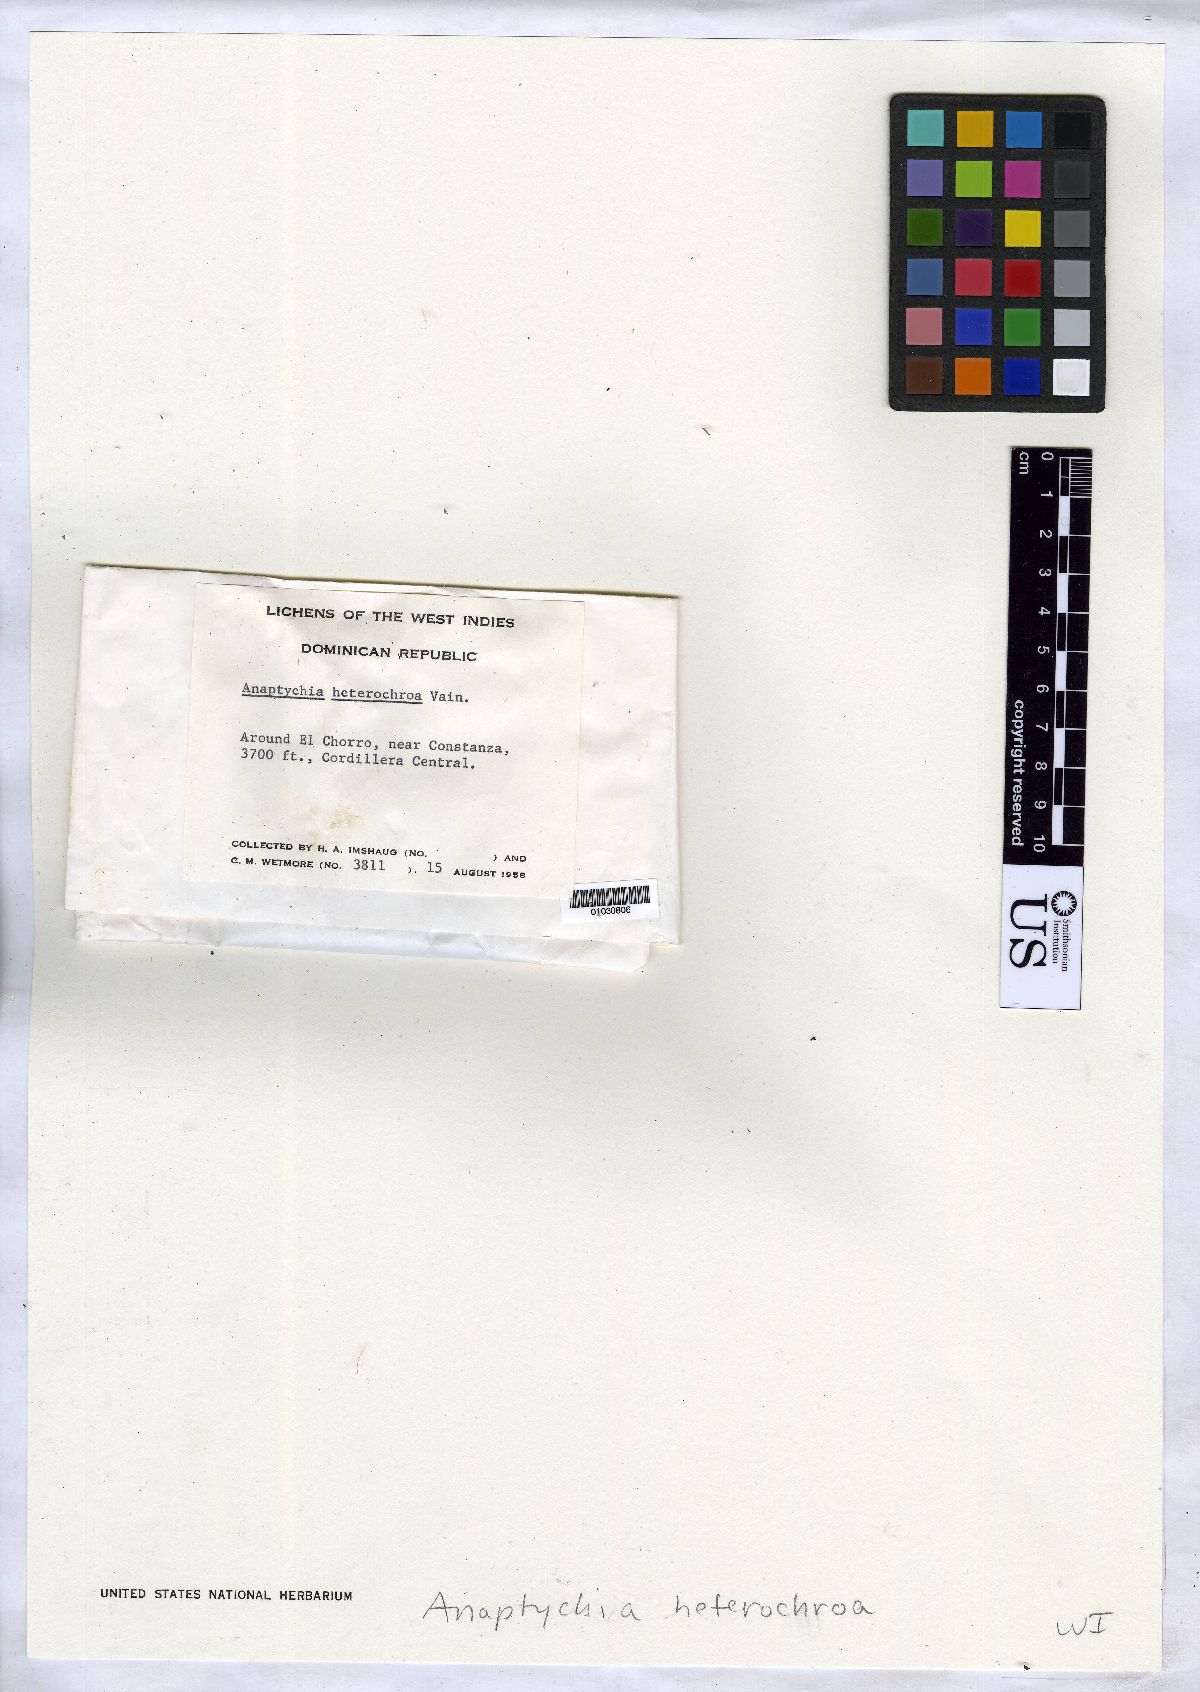 LICHENS OF THE WEST INDIES
DOMINICAN REPUBLIC
Anaptychia heterochroa Vain.
Around El Chorro, near Constanza,
3700 ft., Cordillera Central.
COLLECTED BY H. A. IMSHAUG (NO. ) AND
C. M. WETMORE (NO. 3811 ). 15 AUGUST 1958
01030606
cm 0 1 2 3 4 5 6 7 8 9 10
copyright reserved
Smithsonian
Institution
US
UNITED STATES NATIONAL HERBARIUM
Anaptychia heterochroa
WI